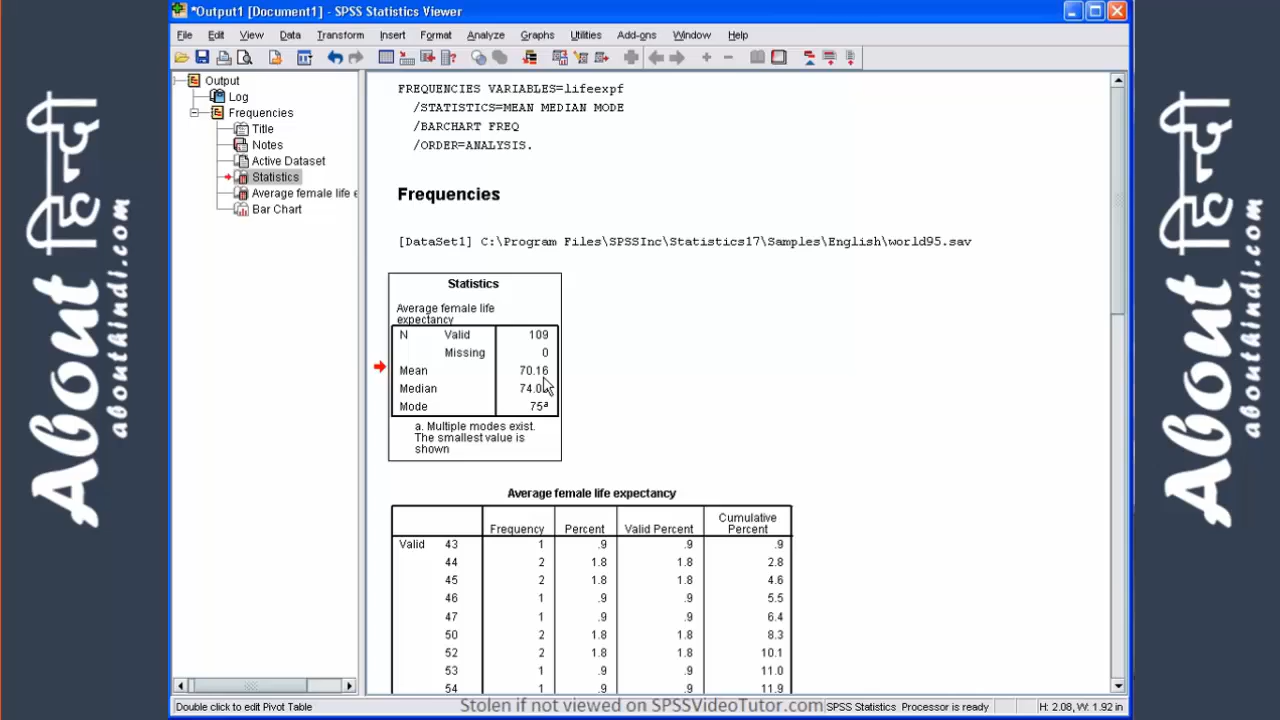 *Output1 [Document1] - SPSS Statistics Viewer
File Edit View Data Transform Insert Format Analyze Graphs Utilities Add-ons Window Help
Output
Log
Frequencies
Title
Notes
Active Dataset
Statistics
Average female life e
Bar Chart
FREQUENCIES VARIABLES=lifeexpf
/STATISTICS=MEAN MEDIAN MODE
/BARCHART FREQ
/ORDER=ANALYSIS.
Frequencies
[DataSet1] C:\Program Files\SPSSInc\Statistics17\Samples\English\world95.sav
Statistics
Average female life
expectancy
N Valid 109
Missing 0
Mean 70.16
Median 74.0
Mode 75ª
a. Multiple modes exist.
The smallest value is
shown
Average female life expectancy
Frequency Percent Valid Percent Cumulative
Percent
Valid 43 1 .9 .9 .9
44 2 1.8 1.8 2.8
45 2 1.8 1.8 4.6
46 1 .9 .9 5.5
47 1 .9 .9 6.4
50 2 1.8 1.8 8.3
52 2 1.8 1.8 10.1
53 1 .9 .9 11.0
54 1 .9 .9 11.9
Double click to edit Pivot Table
Stolen if not viewed on SPSSVideoTutor.com
SPSS Statistics Processor is ready
H: 2.08, W: 1.92 in
About हिन्दी
abouthindi.com
About हिन्दी
abouthindi.com